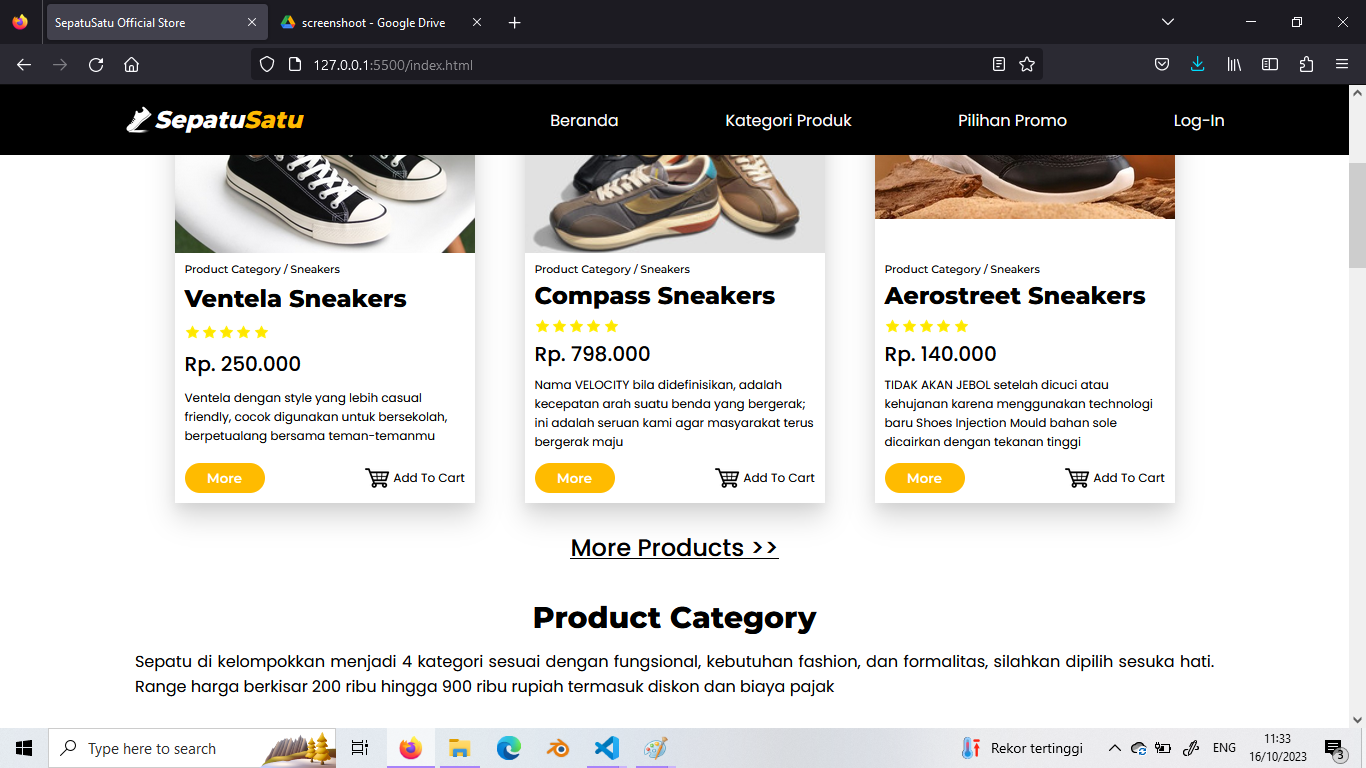 SepatuSatu Official Store
screenshoot - Google Drive
127.0.0.1:5500/index.html
SepatuSatu
Beranda
Kategori Produk
Pilihan Promo
Log-In
Product Category / Sneakers
Ventela Sneakers
Rp. 250.000
Ventela dengan style yang lebih casual
friendly, cocok digunakan untuk bersekolah,
berpetualang bersama teman-temanmu
More
Add To Cart
Product Category / Sneakers
Compass Sneakers
Rp. 798.000
Nama VELOCITY bila didefinisikan, adalah
kecepatan arah suatu benda yang bergerak;
ini adalah seruan kami agar masyarakat terus
bergerak maju
More
Add To Cart
Product Category / Sneakers
Aerostreet Sneakers
Rp. 140.000
TIDAK AKAN JEBOL setelah dicuci atau
kehujanan karena menggunakan technologi
baru Shoes Injection Mould bahan sole
dicairkan dengan tekanan tinggi
More
Add To Cart
More Products >>
Product Category
Sepatu di kelompokkan menjadi 4 kategori sesuai dengan fungsional, kebutuhan fashion, dan formalitas, silahkan dipilih sesuka hati.
Range harga berkisar 200 ribu hingga 900 ribu rupiah termasuk diskon dan biaya pajak
Type here to search
Rekor tertinggi
ENG
11:33
16/10/2023
3